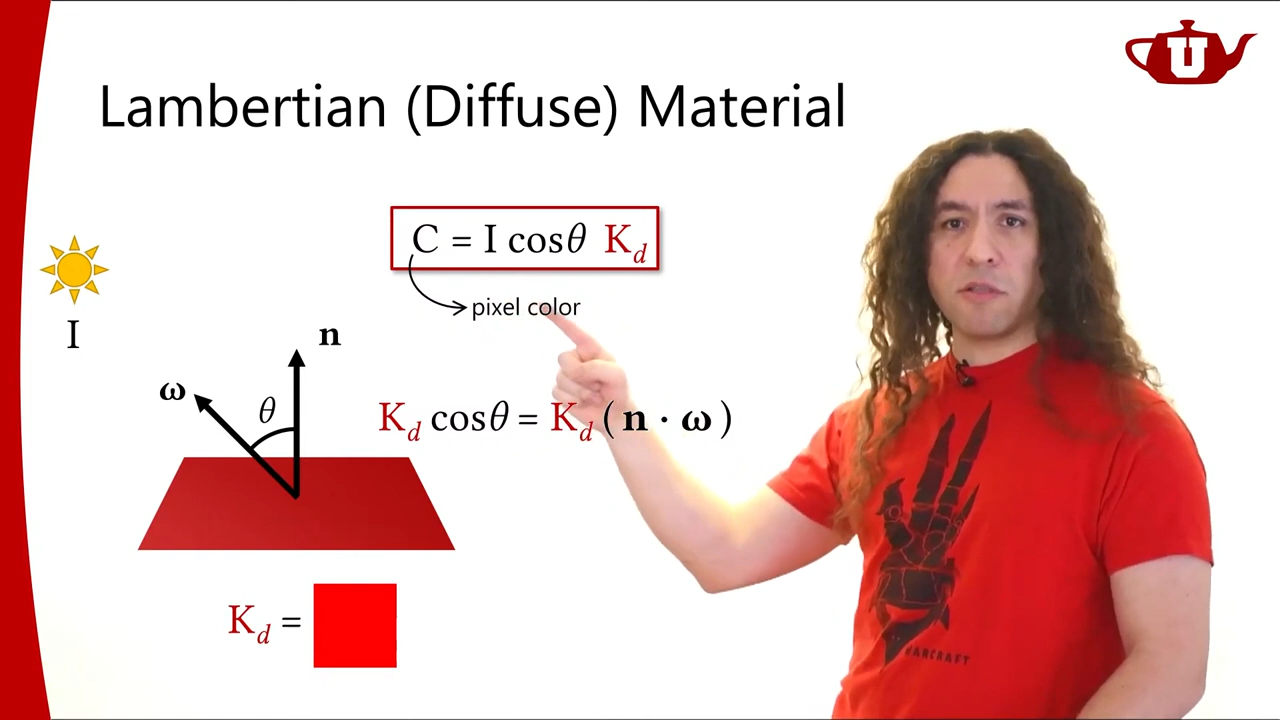 U
Lambertian (Diffuse) Material
C = I cosθ K_d
pixel color
I
n
ω
θ
K_d cosθ = K_d ( n · ω )
K_d =
WARCRAFT